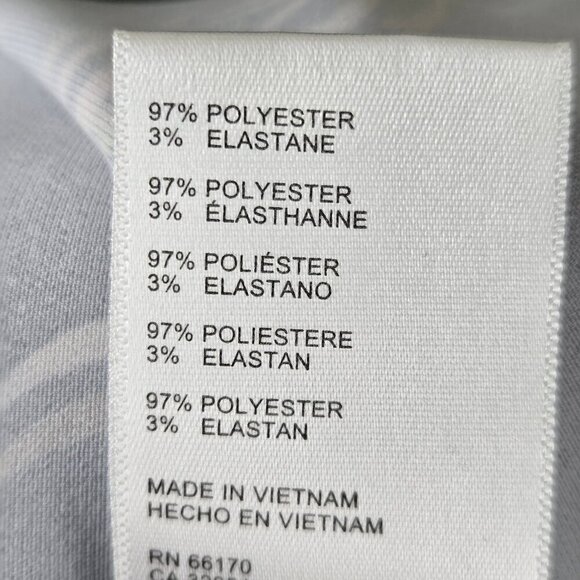 97% POLYESTER
3% ELASTANE
97% POLYESTER
3% ÉLASTHANNE
97% POLIÉSTER
3% ELASTANO
97% POLIESTERE
3% ELASTAN
97% POLYESTER
3% ELASTAN
MADE IN VIETNAM
HECHO EN VIETNAM
RN 66170
CA